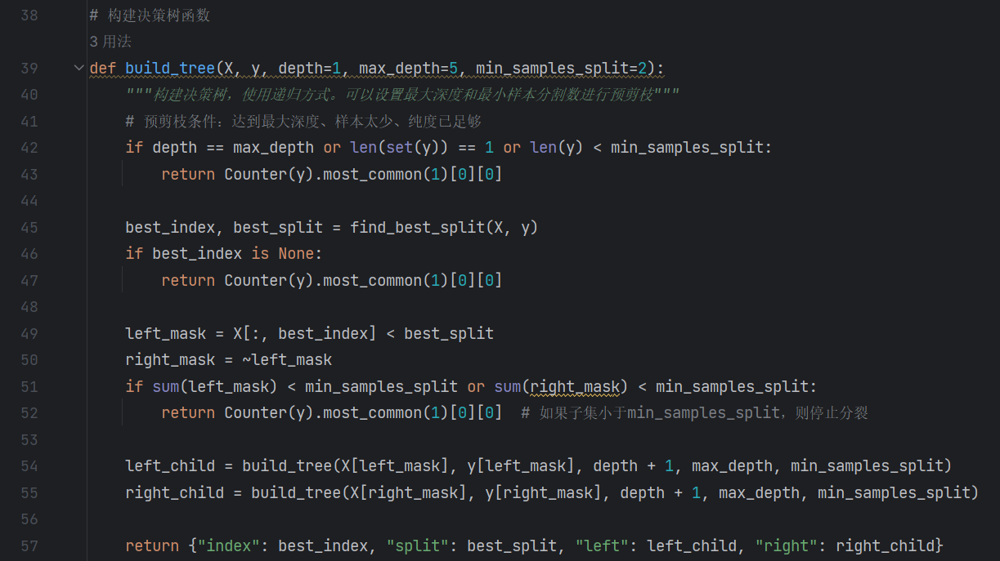 38 # 构建决策树函数
3 用法
39 def build_tree(X, y, depth=1, max_depth=5, min_samples_split=2):
40 """构建决策树，使用递归方式。可以设置最大深度和最小样本分割数进行预剪枝"""
41 # 预剪枝条件：达到最大深度、样本太少、纯度已足够
42 if depth == max_depth or len(set(y)) == 1 or len(y) < min_samples_split:
43 return Counter(y).most_common(1)[0][0]
44
45 best_index, best_split = find_best_split(X, y)
46 if best_index is None:
47 return Counter(y).most_common(1)[0][0]
48
49 left_mask = X[:, best_index] < best_split
50 right_mask = ~left_mask
51 if sum(left_mask) < min_samples_split or sum(right_mask) < min_samples_split:
52 return Counter(y).most_common(1)[0][0]  # 如果子集小于min_samples_split，则停止分裂
53
54 left_child = build_tree(X[left_mask], y[left_mask], depth + 1, max_depth, min_samples_split)
55 right_child = build_tree(X[right_mask], y[right_mask], depth + 1, max_depth, min_samples_split)
56
57 return {"index": best_index, "split": best_split, "left": left_child, "right": right_child}